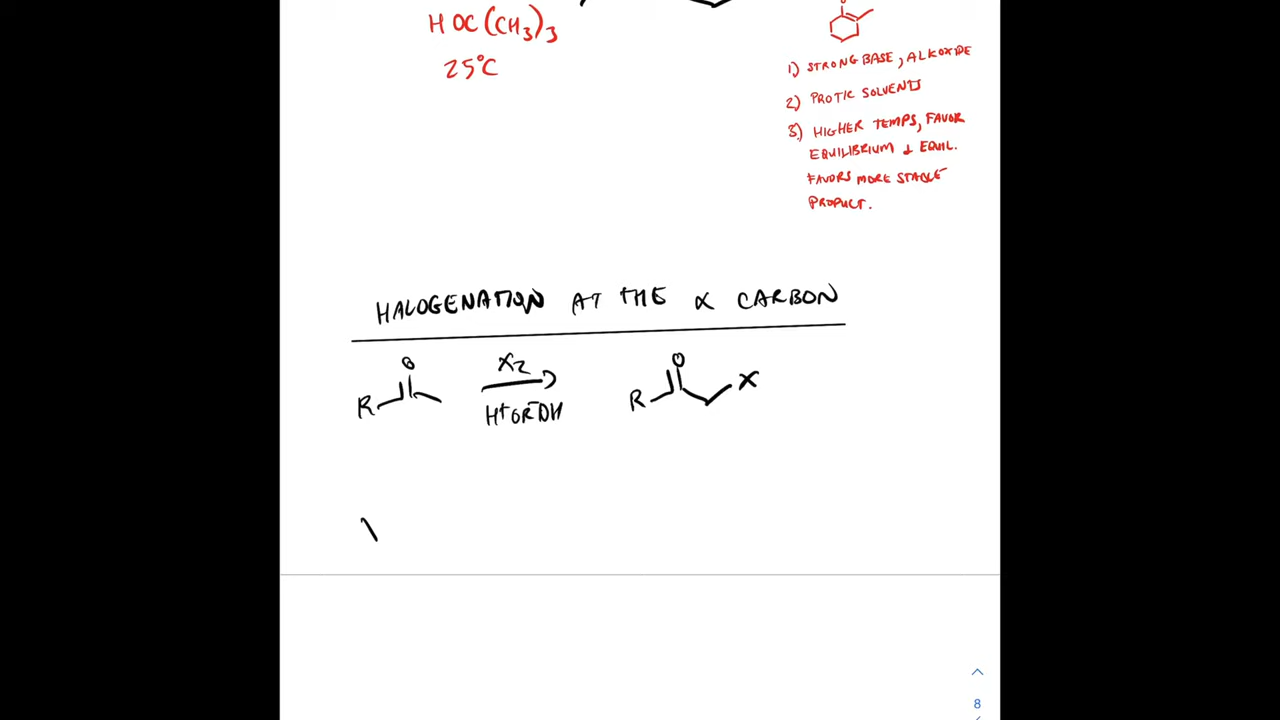 HOC(CH3)3
25°C
1) STRONG BASE, ALKOXIDE
2) PROTIC SOLVENTS
3) HIGHER TEMPS, FAVOR
EQUILIBRIUM & EQUIL.
FAVORS MORE STABLE
PRODUCT.
HALOGENATION AT THE α CARBON
R O X2 R O X
H+ OR -OH
8